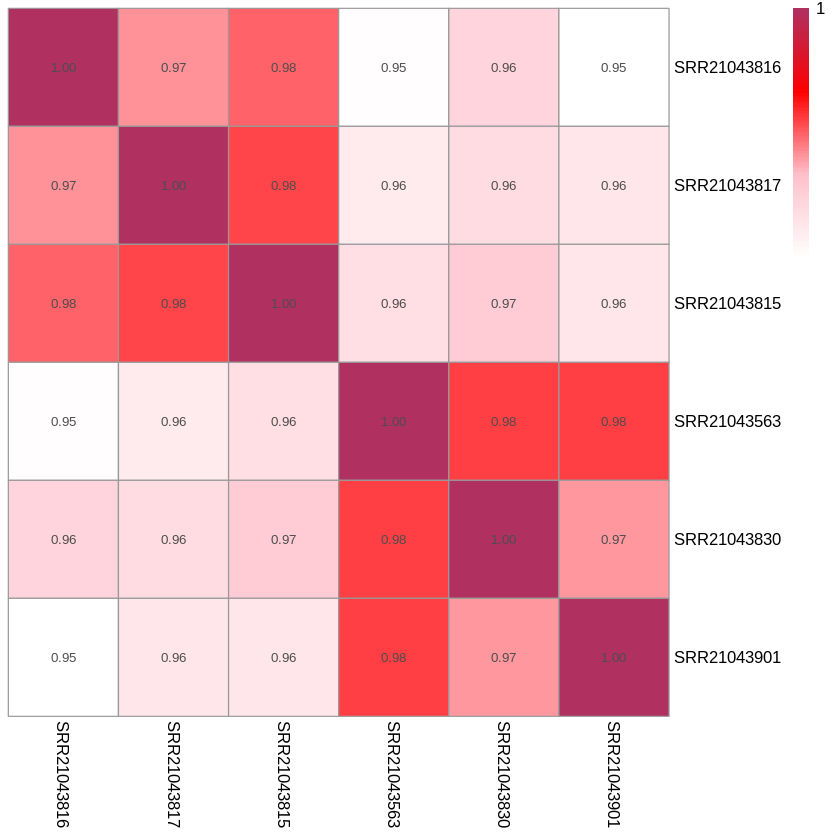 1
1.00 0.97 0.98 0.95 0.96 0.95 SRR21043816
0.97 1.00 0.98 0.96 0.96 0.96 SRR21043817
0.98 0.98 1.00 0.96 0.97 0.96 SRR21043815
0.95 0.96 0.96 1.00 0.98 0.98 SRR21043563
0.96 0.96 0.97 0.98 1.00 0.97 SRR21043830
0.95 0.96 0.96 0.98 0.97 1.00 SRR21043901
SRR21043816
SRR21043817
SRR21043815
SRR21043563
SRR21043830
SRR21043901